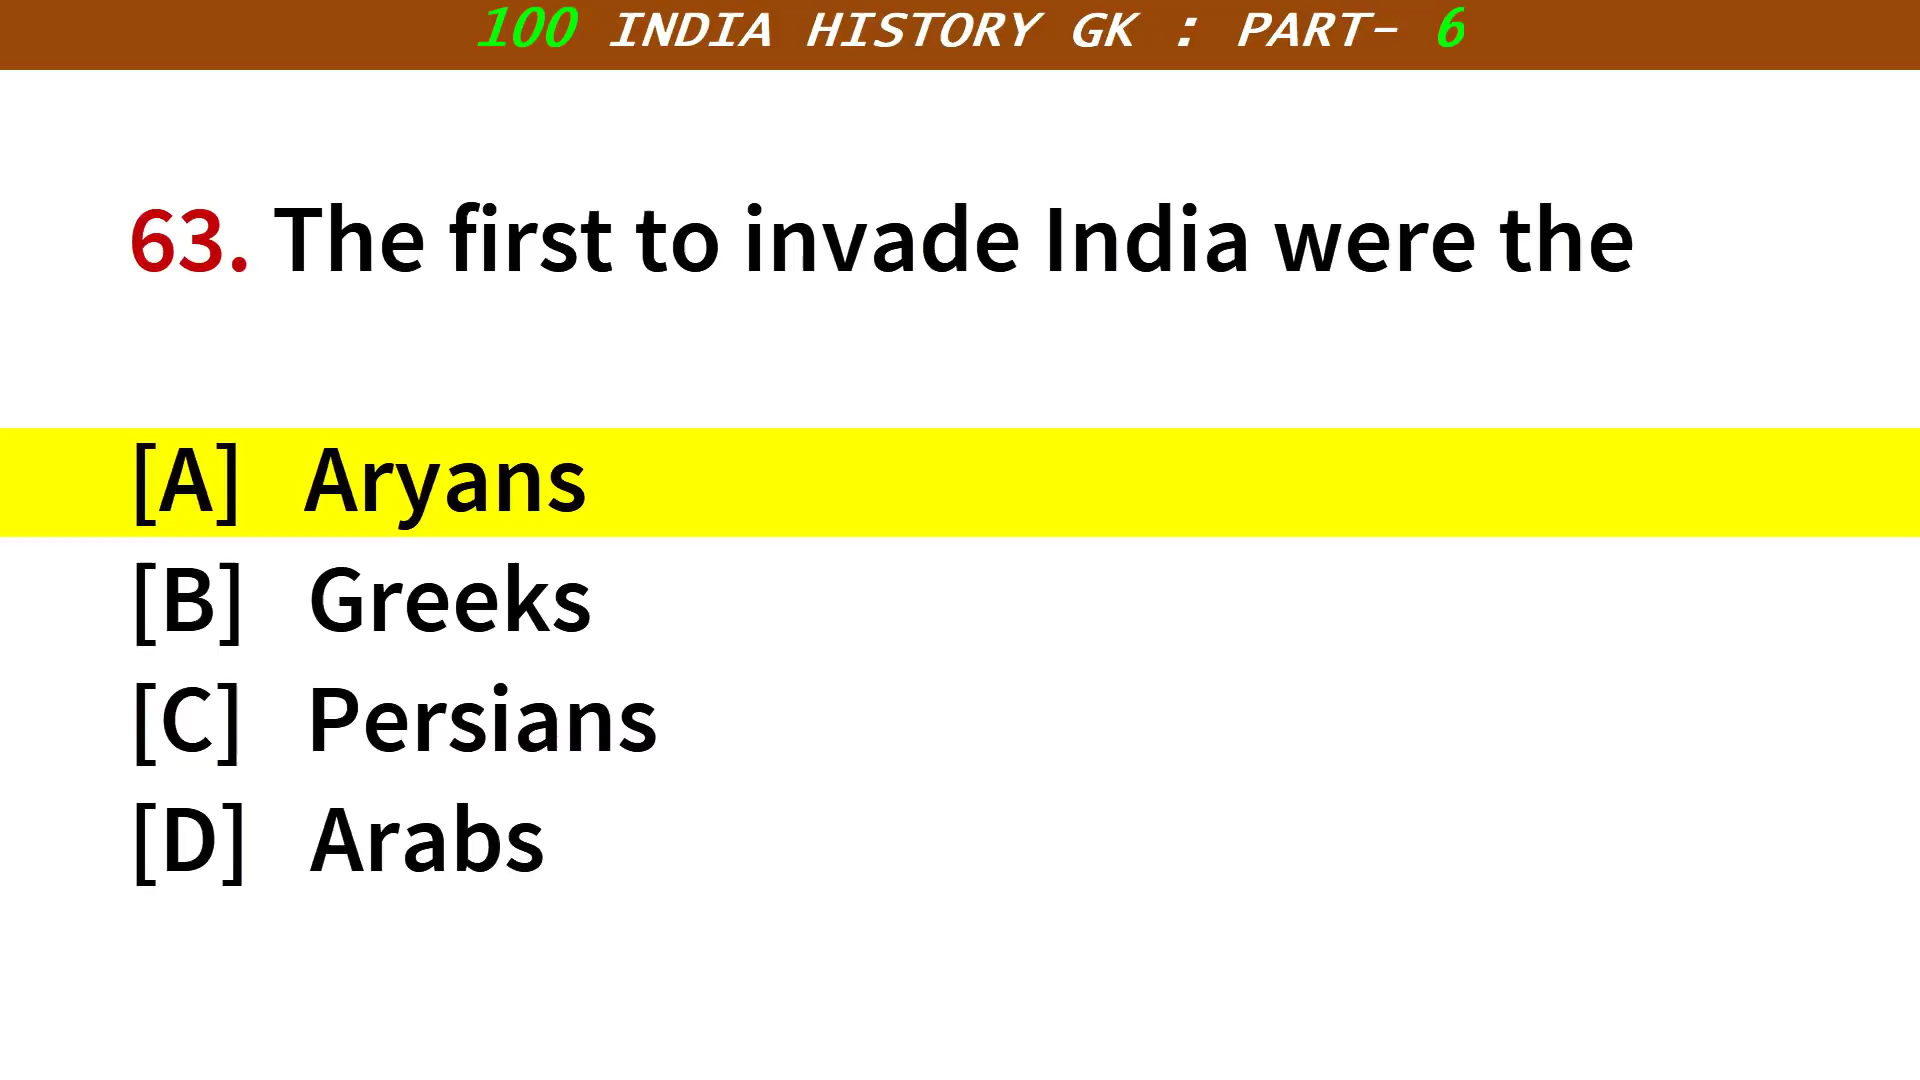 100 INDIA HISTORY GK : PART- 6
63. The first to invade India were the
[A] Aryans
[B] Greeks
[C] Persians
[D] Arabs